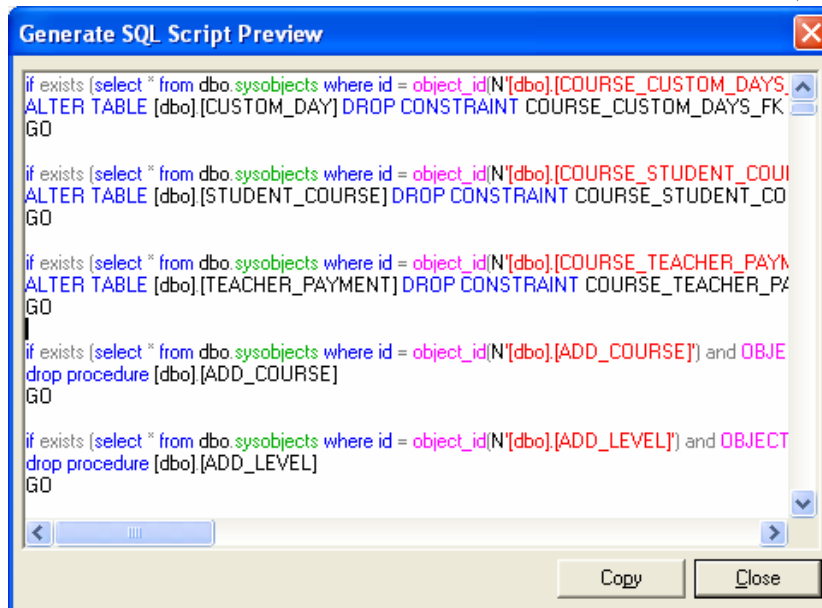 Generate SQL Script Preview
if exists (select * from dbo.sysobjects where id = object_id(N'[dbo].[COURSE_CUSTOM_DAYS_
ALTER TABLE [dbo].[CUSTOM_DAY] DROP CONSTRAINT COURSE_CUSTOM_DAYS_FK
GO
if exists (select * from dbo.sysobjects where id = object_id(N'[dbo].[COURSE_STUDENT_COU
ALTER TABLE [dbo].[STUDENT_COURSE] DROP CONSTRAINT COURSE_STUDENT_CO
GO
if exists (select * from dbo.sysobjects where id = object_id(N'[dbo].[COURSE_TEACHER_PAYM
ALTER TABLE [dbo].[TEACHER_PAYMENT] DROP CONSTRAINT COURSE_TEACHER_PA
GO
if exists (select * from dbo.sysobjects where id = object_id(N'[dbo].[ADD_COURSE]') and OBJE
drop procedure [dbo].[ADD_COURSE]
GO
if exists (select * from dbo.sysobjects where id = object_id(N'[dbo].[ADD_LEVEL]') and OBJECT
drop procedure [dbo].[ADD_LEVEL]
GO
Copy Close